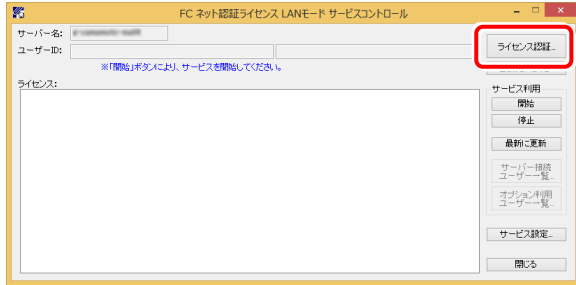 FC ネット認証ライセンス LANモード サービスコントロール
サーバー名:
ライセンス認証...
ユーザーID:
※「開始」ボタンにより、サービスを開始してください。
ライセンス:
サービス利用
開始
停止
最新に更新
サーバー接続
ユーザー一覧...
オプション利用
ユーザー一覧...
サービス設定...
閉じる